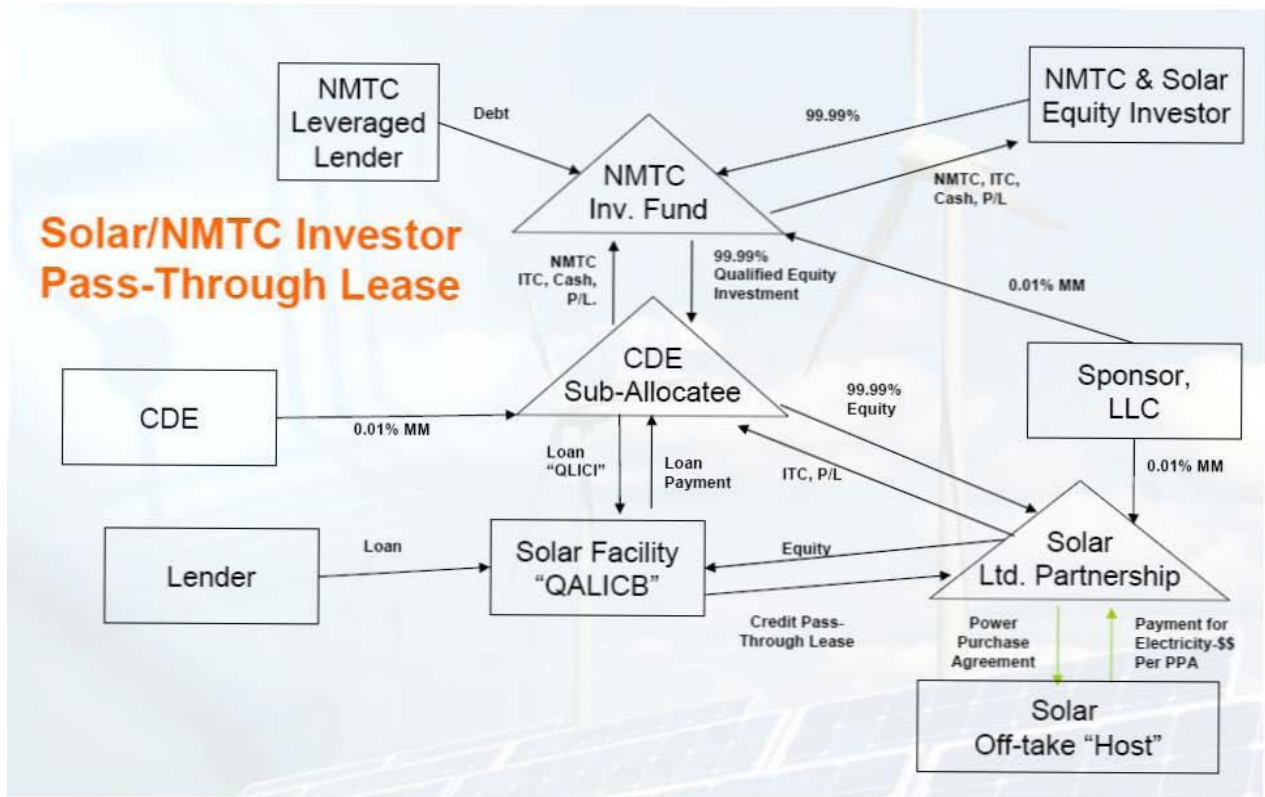 NMTC
Leveraged
Lender
Debt
99.99%
NMTC & Solar
Equity Investor
NMTC
Inv. Fund
NMTC, ITC,
Cash, P/L
Solar/NMTC Investor
Pass-Through Lease
NMTC
ITC, Cash,
P/L.
99.99%
Qualified Equity
Investment
0.01% MM
CDE
0.01% MM
CDE
Sub-Allocatee
99.99%
Equity
Sponsor,
LLC
Loan
"QLICI"
Loan
Payment
ITC, P/L
0.01% MM
Lender
Loan
Solar Facility
“QALICB”
Equity
Solar
Ltd. Partnership
Credit Pass-
Through Lease
Power
Purchase
Agreement
Payment for
Electricity-$$
Per PPA
Solar
Off-take “Host”